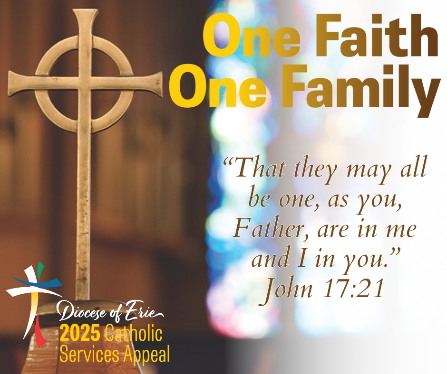 One Faith
One Family
“That they may all
be one, as you,
Father, are in me
and I in you.”
John 17:21
Diocese of Erie
2025 Catholic
Services Appeal